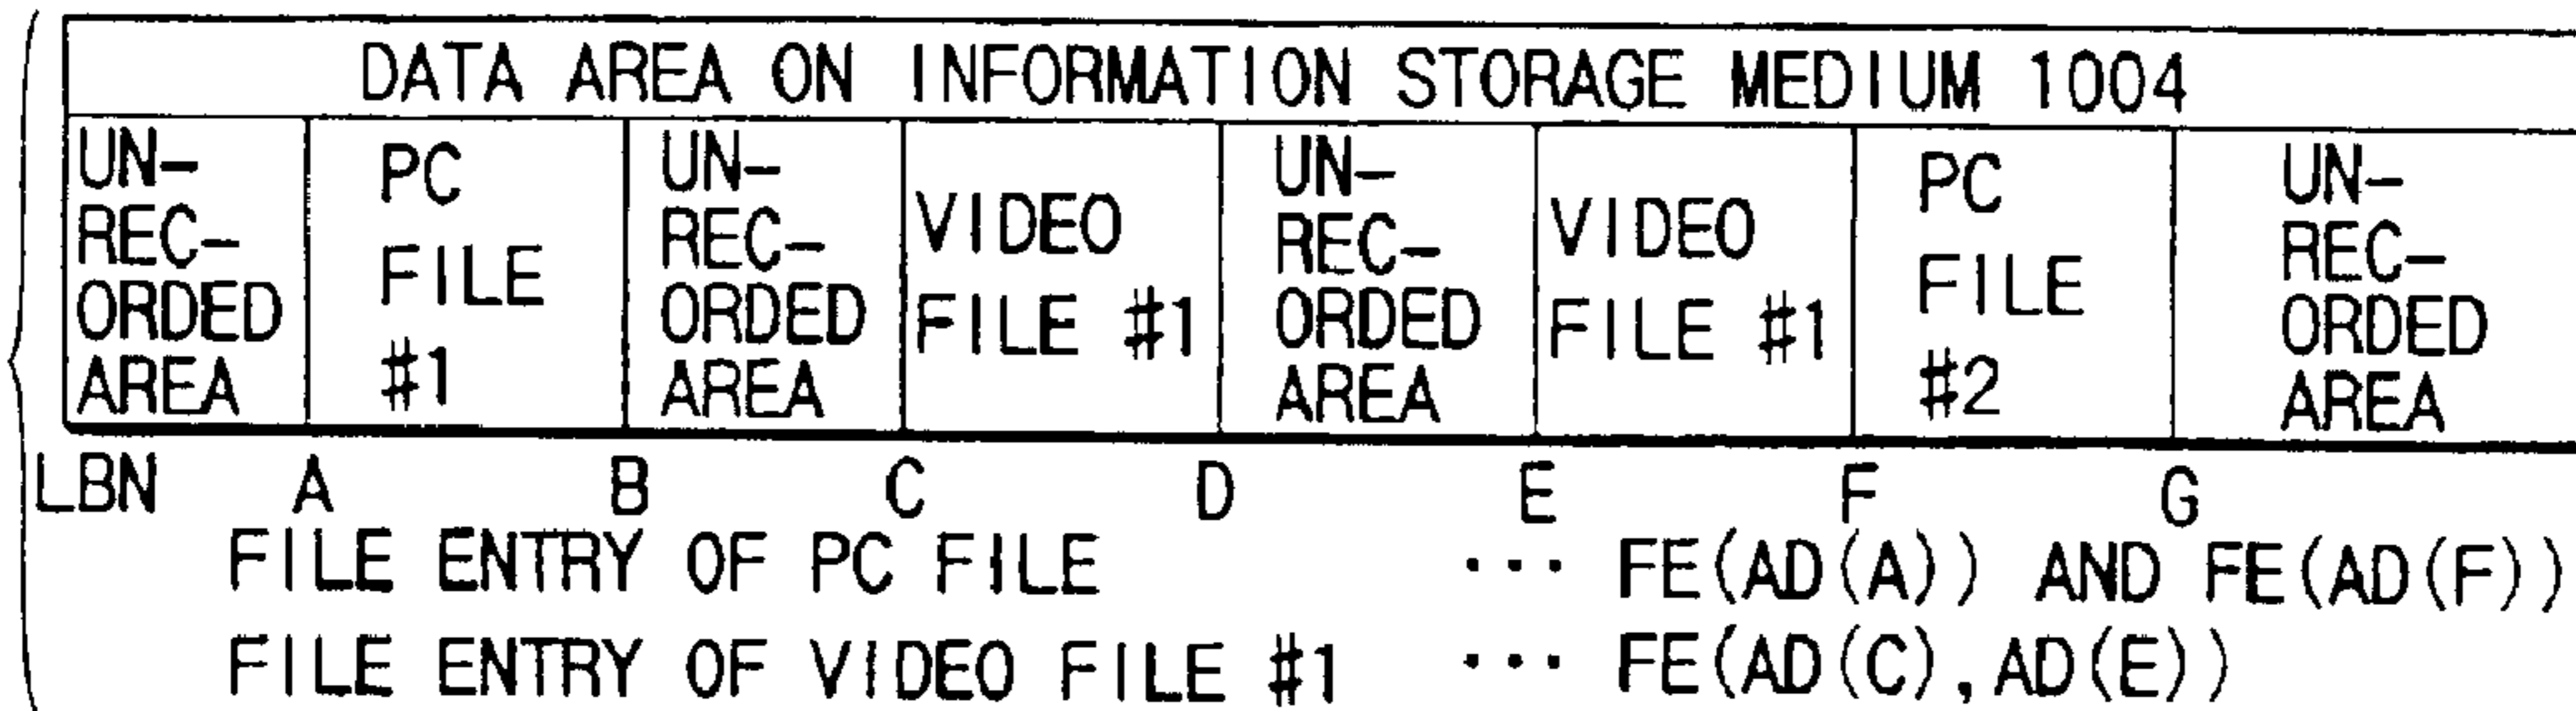 DATA AREA ON INFORMATION STORAGE MEDIUM 1004
UN-
REC-
ORDED
AREA
PC
FILE
#1
UN-
REC-
ORDED
AREA
VIDEO
FILE #1
UN-
REC-
ORDED
AREA
VIDEO
FILE #1
PC
FILE
#2
UN-
REC-
ORDED
AREA
LBN A B C D E F G
FILE ENTRY OF PC FILE ··· FE(AD(A)) AND FE(AD(F))
FILE ENTRY OF VIDEO FILE #1 ··· FE(AD(C), AD(E))